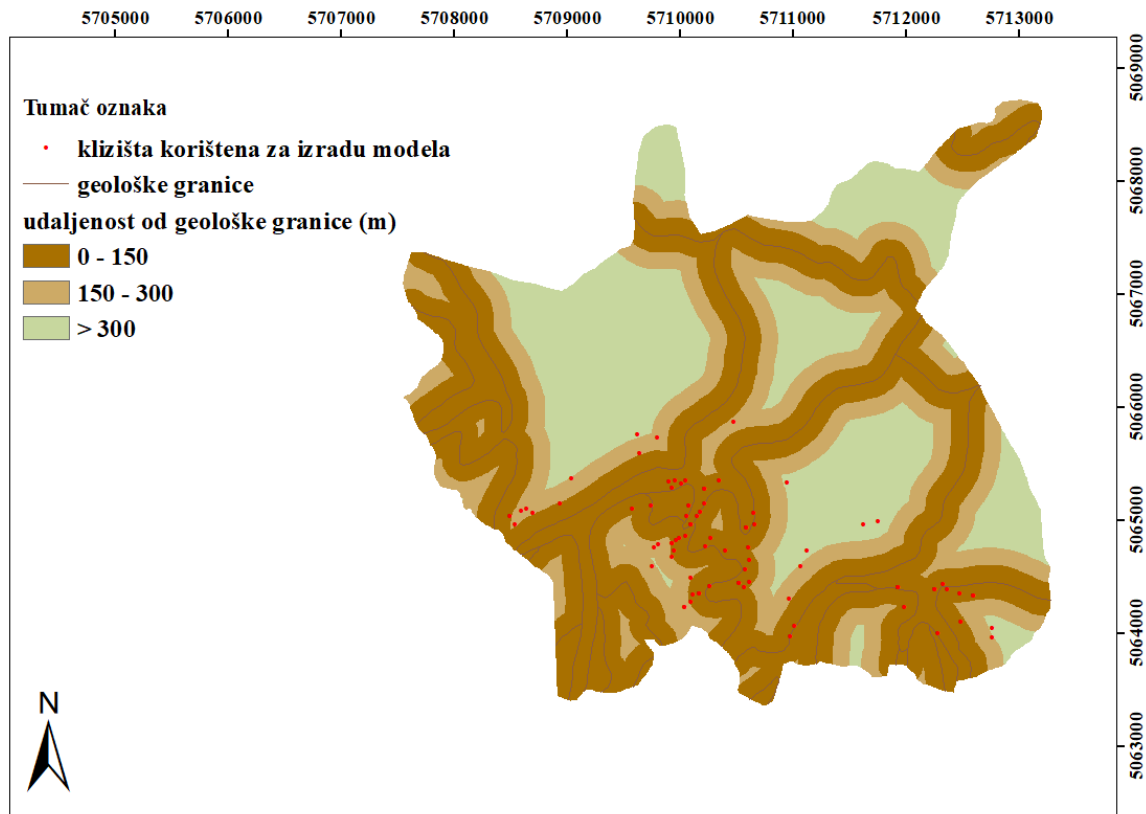 5705000 5706000 5707000 5708000 5709000 5710000 5711000 5712000 5713000
5069000
5068000
5067000
5066000
5065000
5064000
5063000
Tumač oznaka
klizišta korištena za izradu modela
geološke granice
udaljenost od geološke granice (m)
0 - 150
150 - 300
> 300
N